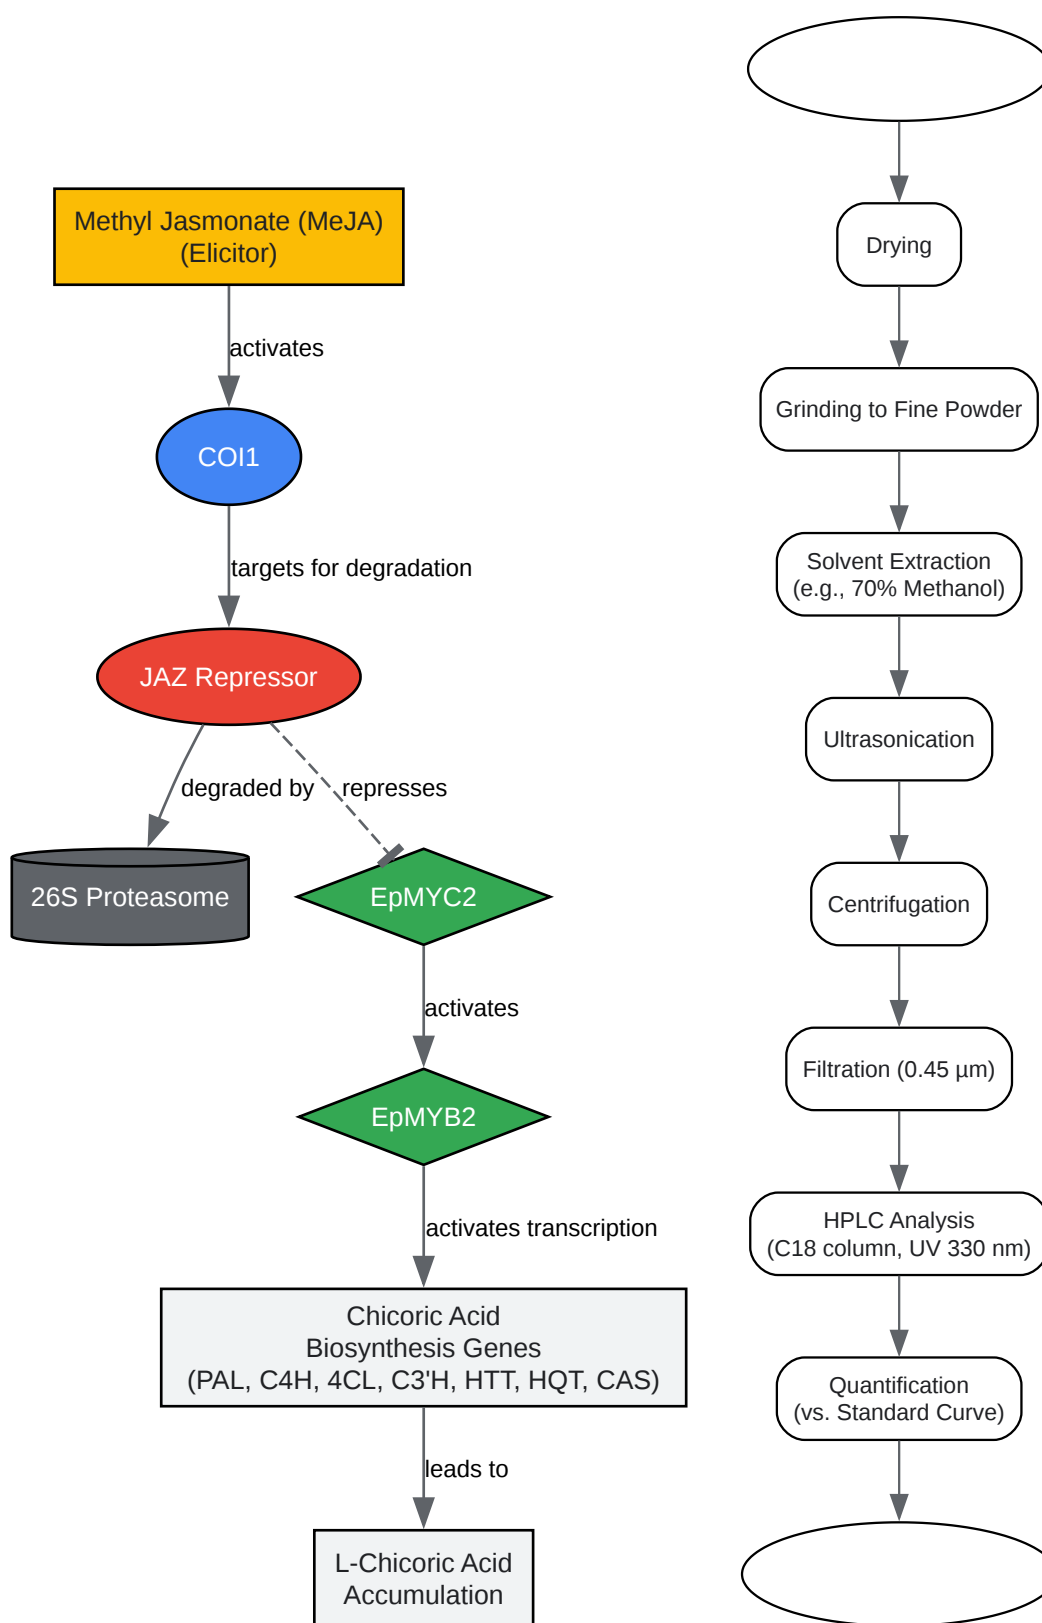 Methyl Jasmonate (MeJA)
(Elicitor)
activates
COI1
targets for degradation
JAZ Repressor
degraded by
represses
26S Proteasome
EpMYC2
activates
EpMYB2
activates transcription
Chicoric Acid
Biosynthesis Genes
(PAL, C4H, 4CL, C3'H, HTT, HQT, CAS)
leads to
L-Chicoric Acid
Accumulation
Drying
Grinding to Fine Powder
Solvent Extraction
(e.g., 70% Methanol)
Ultrasonication
Centrifugation
Filtration (0.45 µm)
HPLC Analysis
(C18 column, UV 330 nm)
Quantification
(vs. Standard Curve)